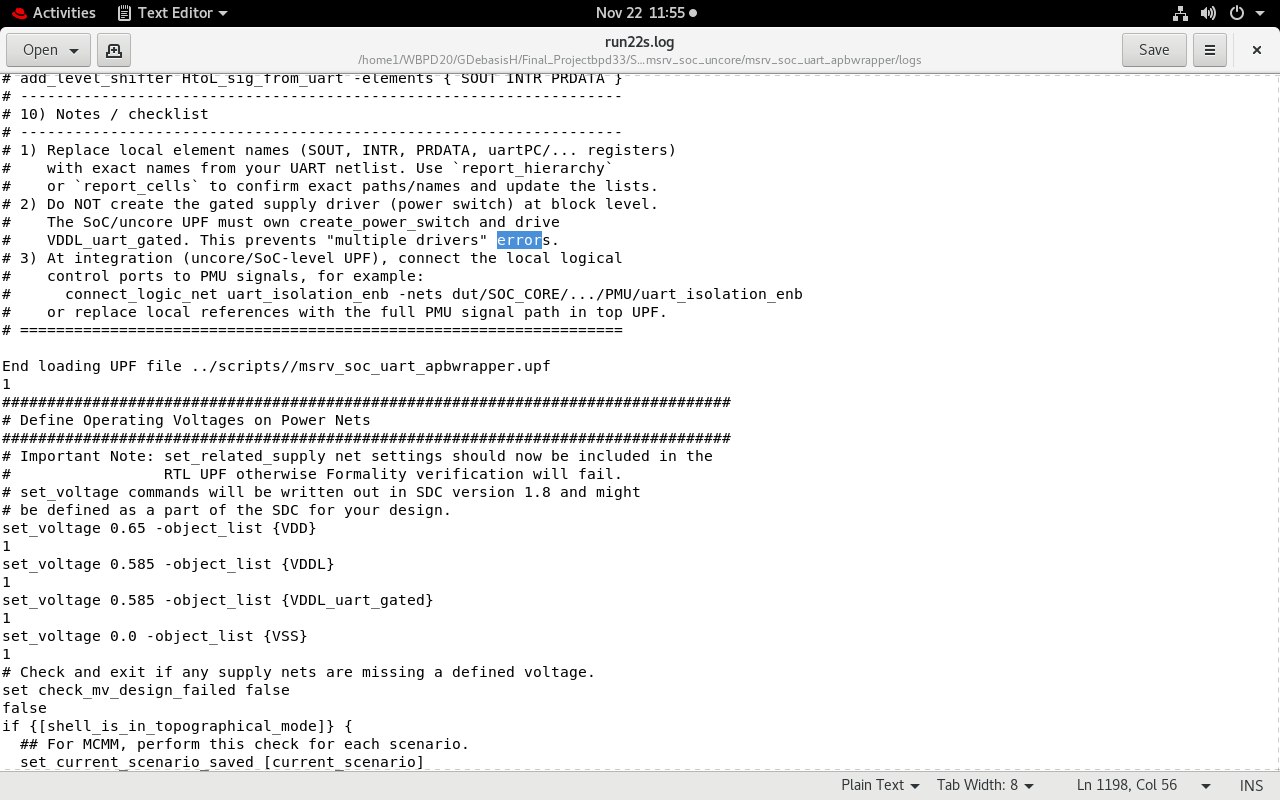 Activities Text Editor Nov 22 11:55
Open run22s.log Save
/home1/WBPD20/GDebasisH/Final_Projectbpd33/S...msrv_soc_uncore/msrv_soc_uart_apbwrapper/logs
# add_level_shifter HtoL_sig_from_uart -elements { SOUT INTR PRDATA }
# -------------------------------------------------------------------
# 10) Notes / checklist
# -------------------------------------------------------------------
# 1) Replace local element names (SOUT, INTR, PRDATA, uartPC/... registers)
#    with exact names from your UART netlist. Use `report_hierarchy`
#    or `report_cells` to confirm exact paths/names and update the lists.
# 2) Do NOT create the gated supply driver (power switch) at block level.
#    The SoC/uncore UPF must own create_power_switch and drive
#    VDDL_uart_gated. This prevents "multiple drivers" errors.
# 3) At integration (uncore/SoC-level UPF), connect the local logical
#    control ports to PMU signals, for example:
#      connect_logic_net uart_isolation_enb -nets dut/SOC_CORE/.../PMU/uart_isolation_enb
#    or replace local references with the full PMU signal path in top UPF.
# ===================================================================
End loading UPF file ../scripts//msrv_soc_uart_apbwrapper.upf
1
#################################################################################
# Define Operating Voltages on Power Nets
#################################################################################
# Important Note: set_related_supply net settings should now be included in the
#                 RTL UPF otherwise Formality verification will fail.
# set_voltage commands will be written out in SDC version 1.8 and might
# be defined as a part of the SDC for your design.
set_voltage 0.65 -object_list {VDD}
1
set_voltage 0.585 -object_list {VDDL}
1
set_voltage 0.585 -object_list {VDDL_uart_gated}
1
set_voltage 0.0 -object_list {VSS}
1
# Check and exit if any supply nets are missing a defined voltage.
set check_mv_design_failed false
false
if {[shell_is_in_topographical_mode]} {
  ## For MCMM, perform this check for each scenario.
  set current_scenario_saved [current_scenario]
Plain Text Tab Width: 8 Ln 1198, Col 56 INS